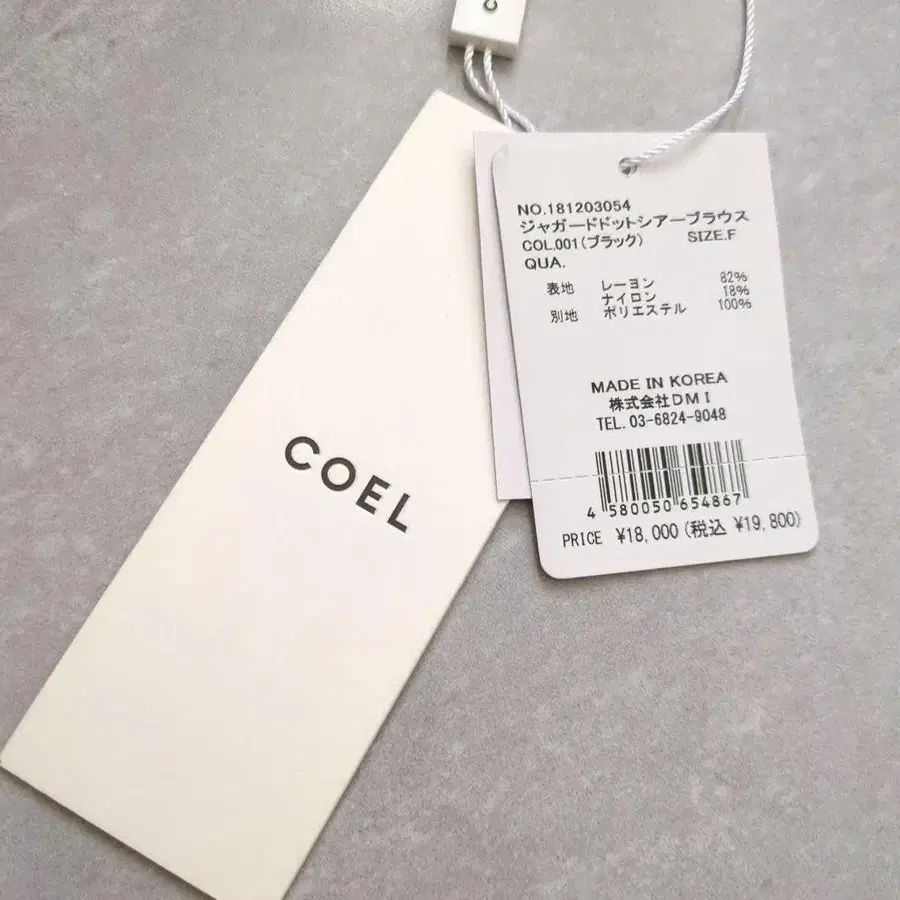 C
COEL
NO.181203054
ジャガードドットシアーブラウス
COL.001(ブラック) SIZE.F
QUA.
表地 レーヨン 82%
ナイロン 18%
別地 ポリエステル 100%
MADE IN KOREA
株式会社DMI
TEL.03-6824-9048
4 580050 654867
PRICE ¥18,000(税込 ¥19,800)